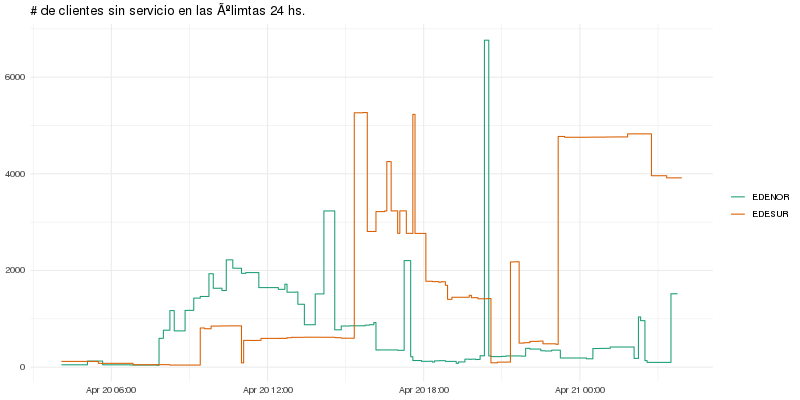 # de clientes sin servicio en las Ãºlimtas 24 hs.
6000
4000
2000
0
Apr 20 06:00
Apr 20 12:00
Apr 20 18:00
Apr 21 00:00
EDENOR
EDESUR